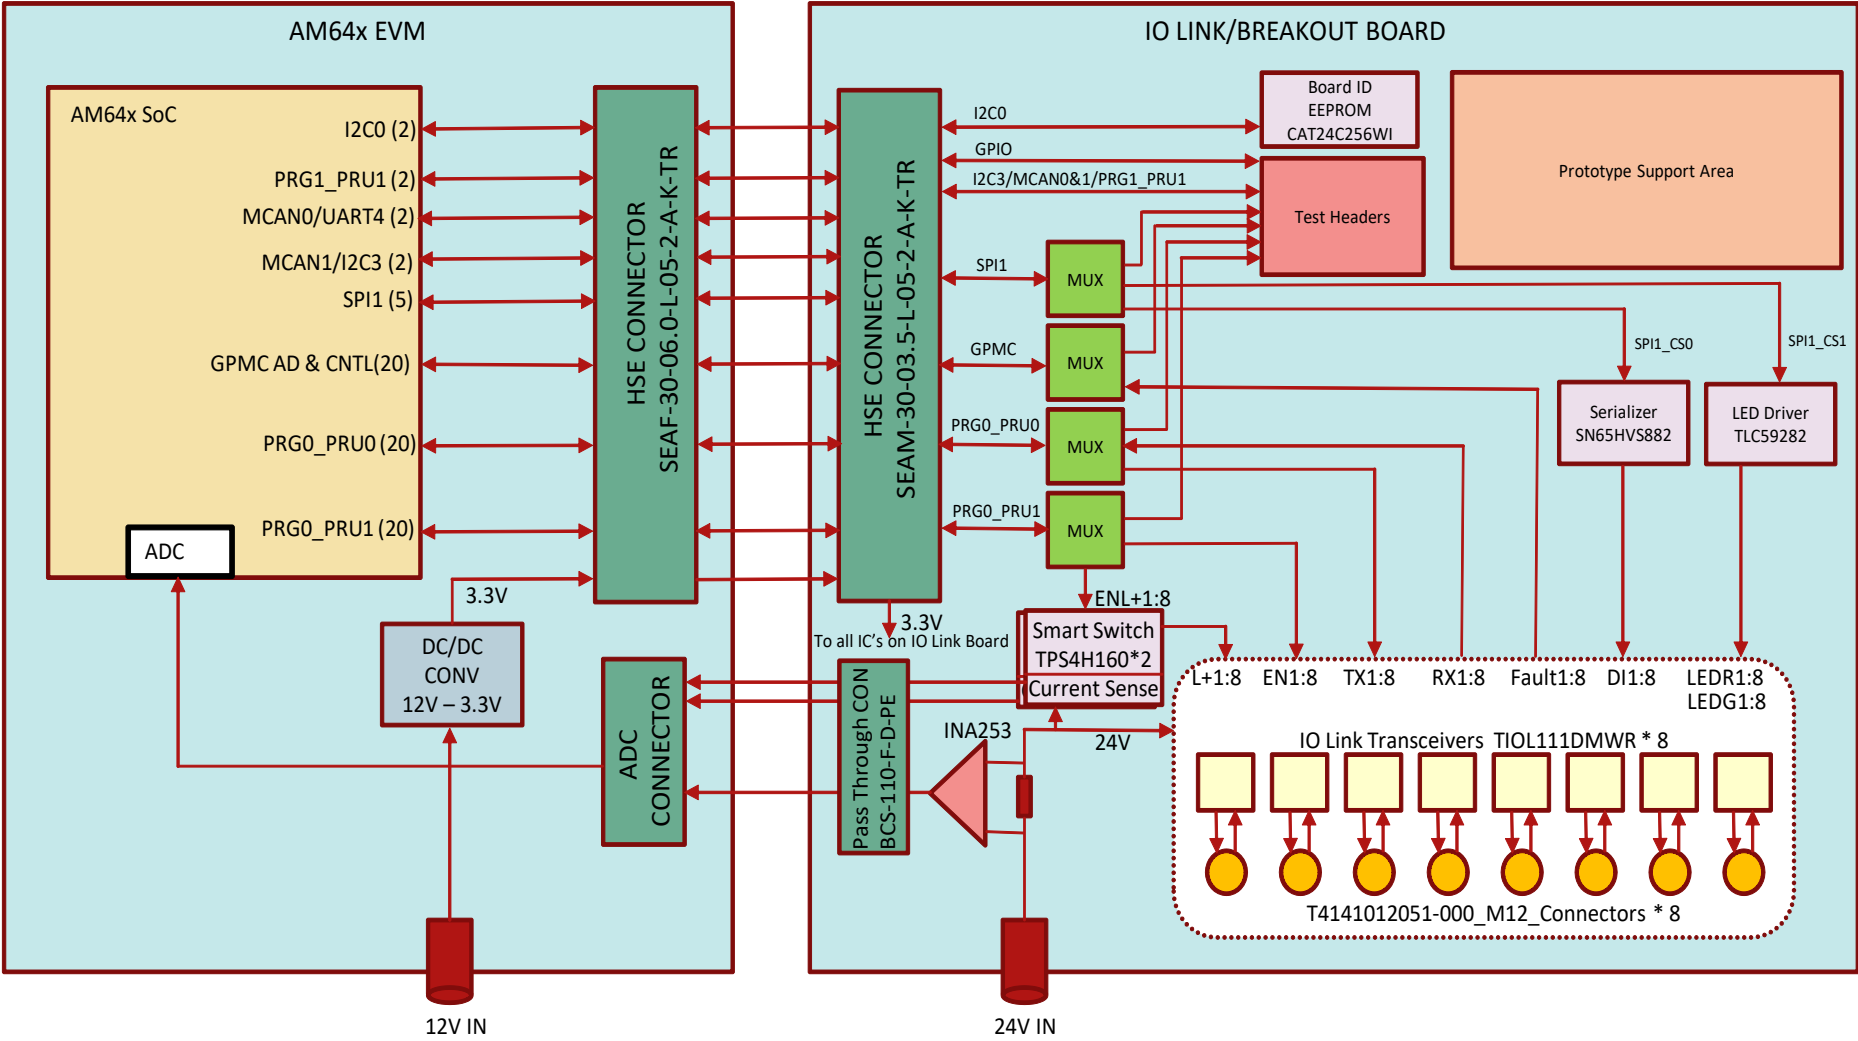 AM64x EVM
AM64x SoC
I2C0 (2)
PRG1_PRU1 (2)
MCAN0/UART4 (2)
MCAN1/I2C3 (2)
SPI1 (5)
GPMC AD & CNTL(20)
PRG0_PRU0 (20)
PRG0_PRU1 (20)
ADC
HSE CONNECTOR
SEAF-30-06.0-L-05-2-A-K-TR
3.3V
DC/DC
CONV
12V – 3.3V
ADC
CONNECTOR
12V IN
IO LINK/BREAKOUT BOARD
HSE CONNECTOR
SEAM-30-03.5-L-05-2-A-K-TR
I2C0
GPIO
I2C3/MCAN0&1/PRG1_PRU1
SPI1
GPMC
PRG0_PRU0
PRG0_PRU1
Board ID
EEPROM
CAT24C256WI
Test Headers
Prototype Support Area
MUX
MUX
MUX
MUX
SPI1_CS0
SPI1_CS1
Serializer
SN65HVS882
LED Driver
TLC59282
3.3V
To all IC's on IO Link Board
ENL+1:8
Smart Switch
TPS4H160*2
Current Sense
Pass Through CON
BCS-110-F-D-PE
INA253
24V
L+1:8
EN1:8
TX1:8
RX1:8
Fault1:8
DI1:8
LEDR1:8
LEDG1:8
IO Link Transceivers TIOL111DMWR * 8
T4141012051-000_M12_Connectors * 8
24V IN